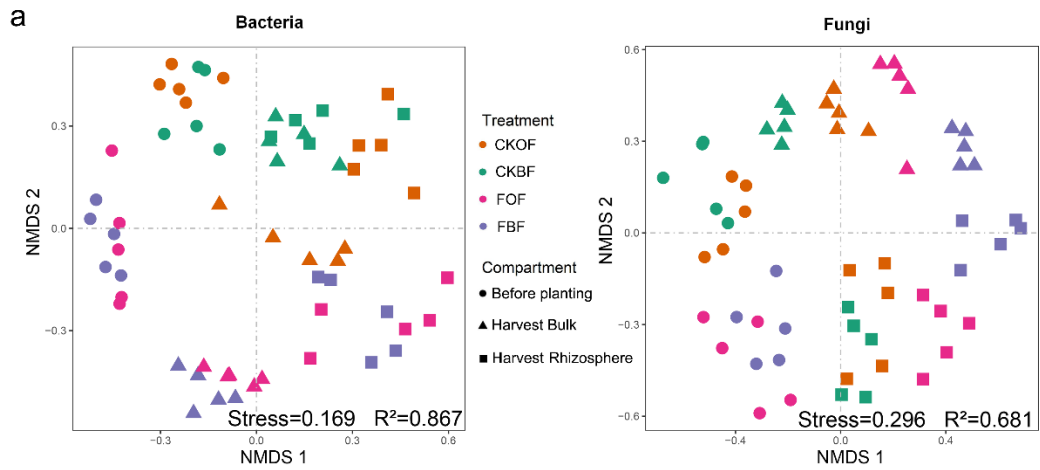 a
Bacteria
NMDS 2
0.3
0.0
−0.3
−0.3
0.0
0.3
0.6
NMDS 1
Stress=0.169 R²=0.867
Treatment
CKOF
CKBF
FOF
FBF
Compartment
Before planting
Harvest Bulk
Harvest Rhizosphere
Fungi
NMDS 2
0.6
0.3
0.0
−0.3
−0.6
−0.4
0.0
0.4
NMDS 1
Stress=0.296 R²=0.681